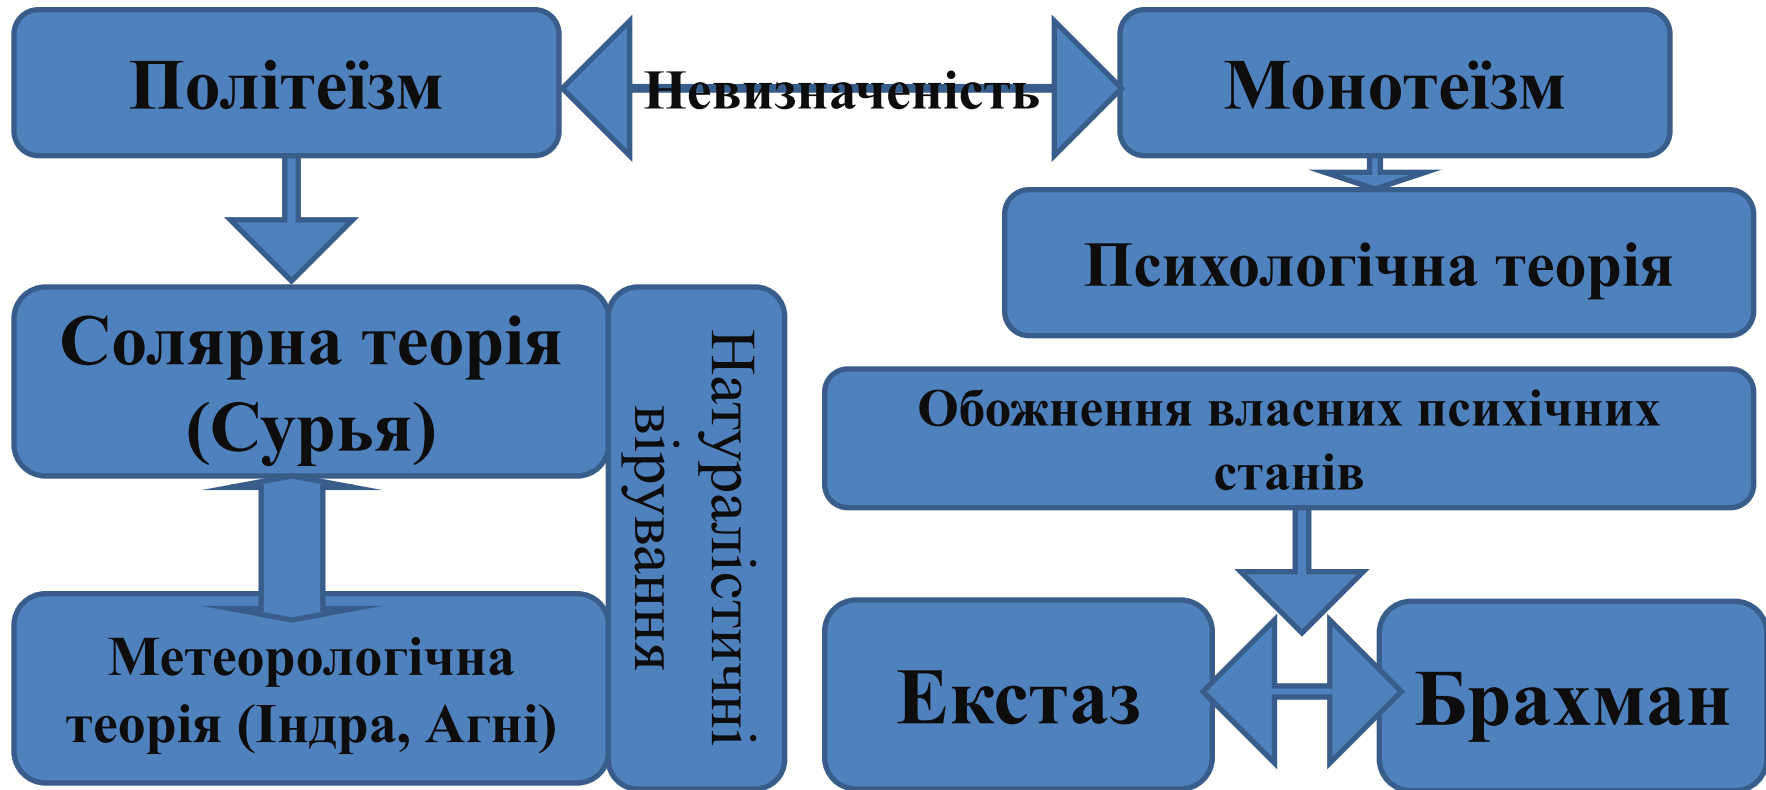 Політеїзм
Невизначеність
Монотеїзм
Психологічна теорія
Солярна теорія
(Сурья)
Натуралістичні
вірування
Обожнення власних психічних
станів
Метеорологічна
теорія (Індра, Агні)
Екстаз
Брахман